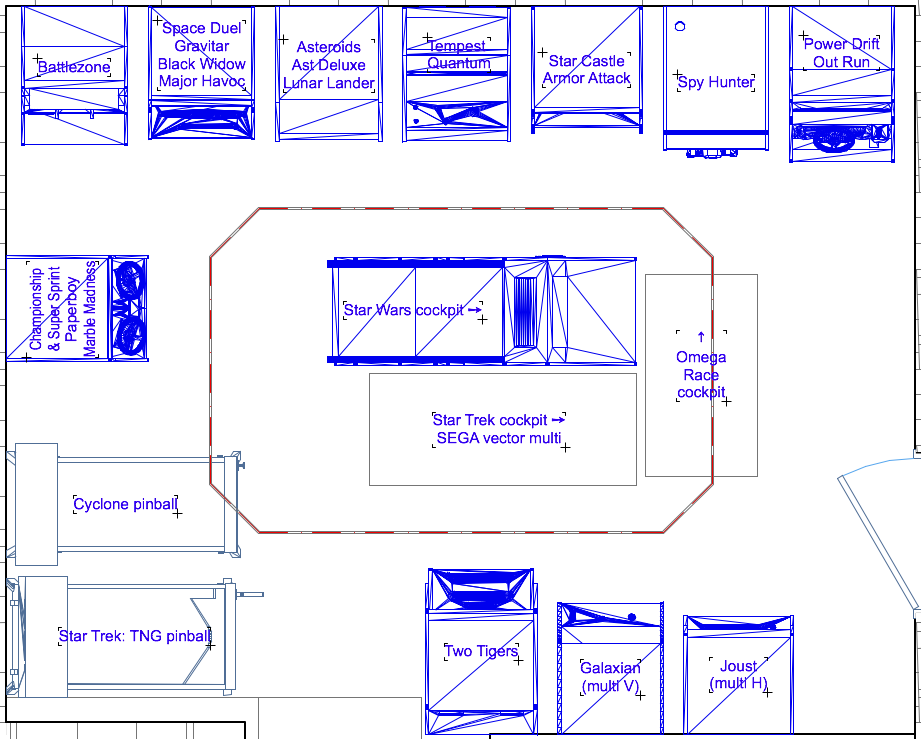 Battlezone
Space Duel
Gravitar
Black Widow
Major Havoc
Asteroids
Ast Deluxe
Lunar Lander
Tempest
Quantum
Star Castle
Armor Attack
Spy Hunter
Power Drift
Out Run
Championship
& Super Sprint
Paperboy
Marble Madness
Star Wars cockpit →
↑
Omega
Race
cockpit
Star Trek cockpit →
SEGA vector multi
Cyclone pinball
Star Trek: TNG pinball
Two Tigers
Galaxian
(multi V)
Joust
(multi H)